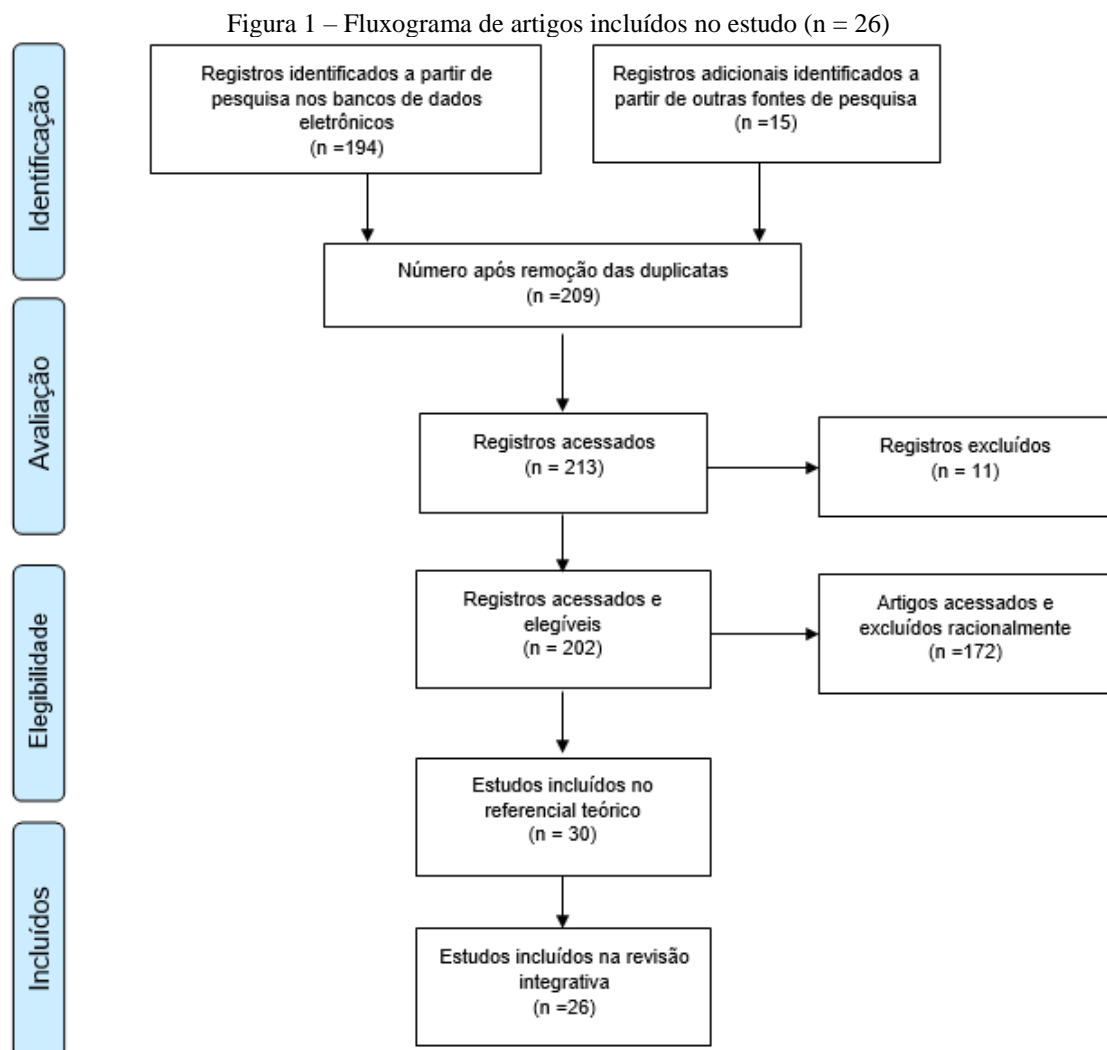 Figura 1 – Fluxograma de artigos incluídos no estudo (n = 26)
Identificação
Registros identificados a partir de
pesquisa nos bancos de dados
eletrônicos
(n =194)
Registros adicionais identificados a
partir de outras fontes de pesquisa
(n =15)
Número após remoção das duplicatas
(n =209)
Avaliação
Registros acessados
(n = 213)
Registros excluídos
(n = 11)
Elegibilidade
Registros acessados e
elegíveis
(n = 202)
Artigos acessados e
excluídos racionalmente
(n =172)
Estudos incluídos no
referencial teórico
(n = 30)
Incluídos
Estudos incluídos na revisão
integrativa
(n =26)